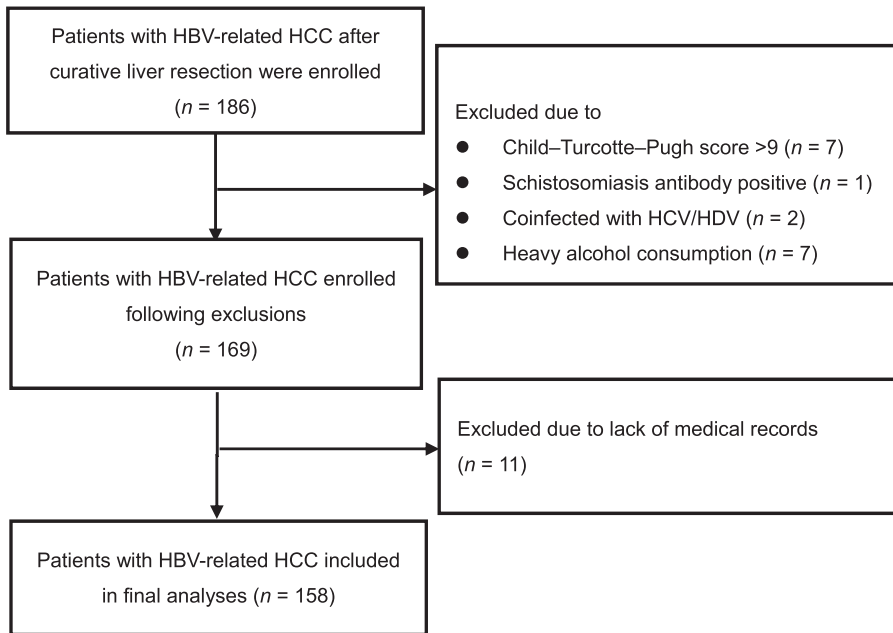 Patients with HBV-related HCC after
curative liver resection were enrolled
(n = 186)
Excluded due to
● Child–Turcotte–Pugh score >9 (n = 7)
● Schistosomiasis antibody positive (n = 1)
● Coinfected with HCV/HDV (n = 2)
● Heavy alcohol consumption (n = 7)
Patients with HBV-related HCC enrolled
following exclusions
(n = 169)
Excluded due to lack of medical records
(n = 11)
Patients with HBV-related HCC included
in final analyses (n = 158)